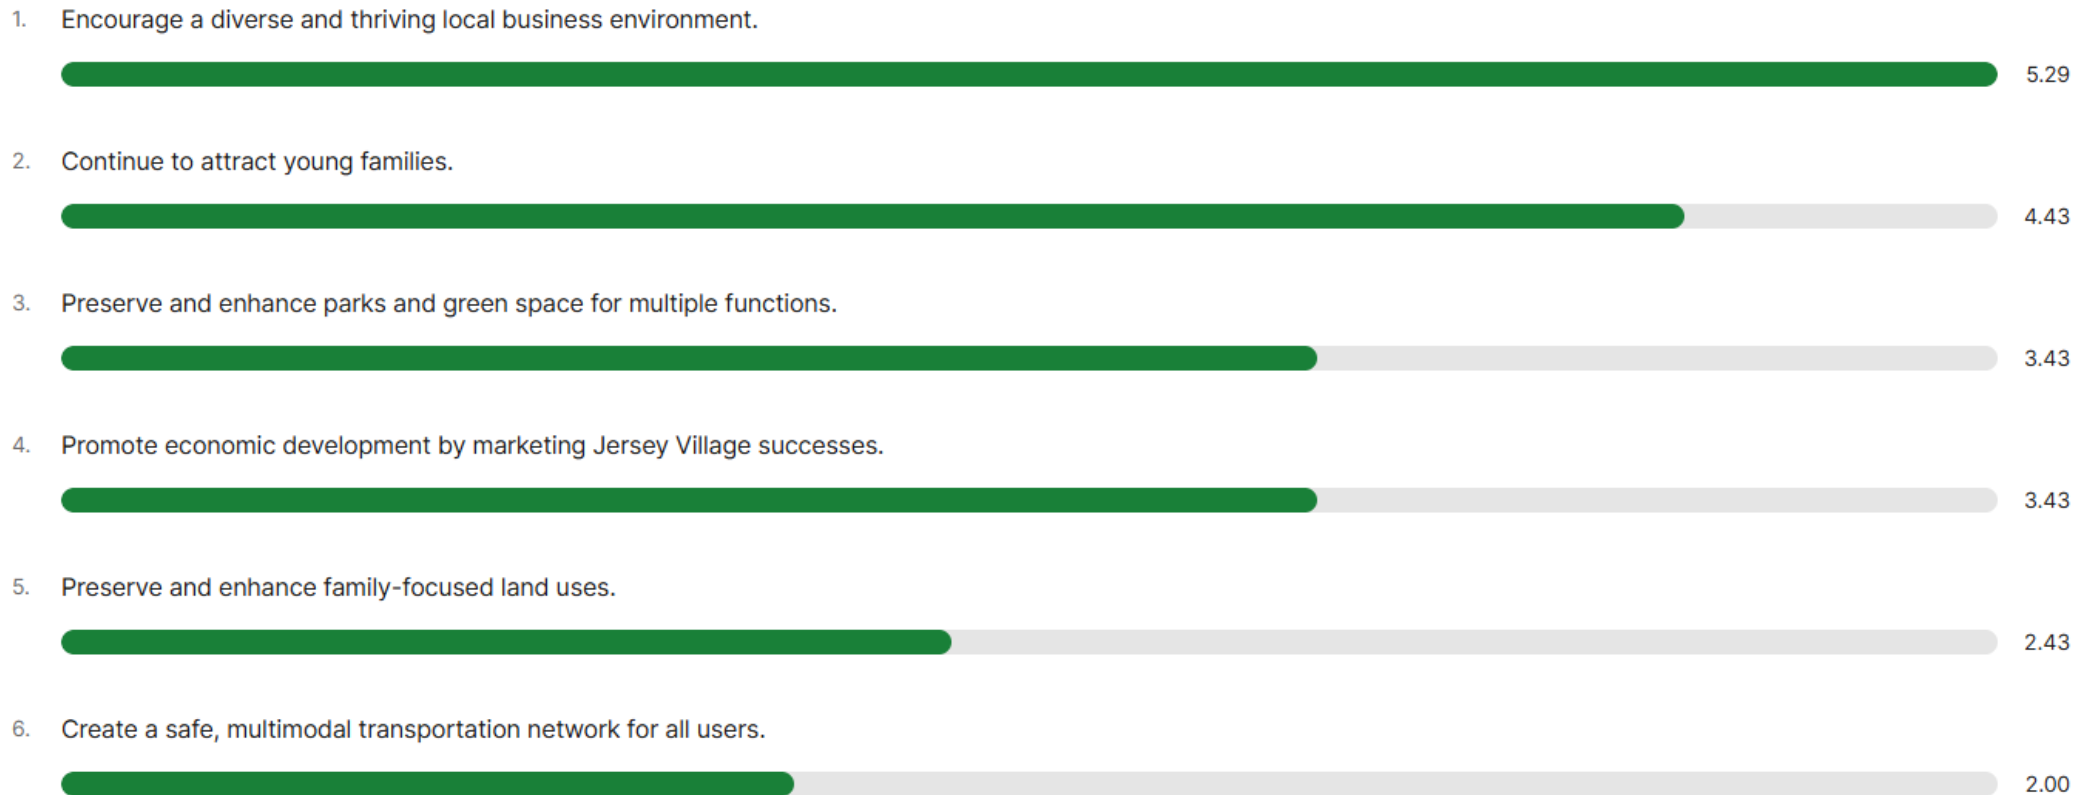 1. Encourage a diverse and thriving local business environment.
5.29
2. Continue to attract young families.
4.43
3. Preserve and enhance parks and green space for multiple functions.
3.43
4. Promote economic development by marketing Jersey Village successes.
3.43
5. Preserve and enhance family-focused land uses.
2.43
6. Create a safe, multimodal transportation network for all users.
2.00